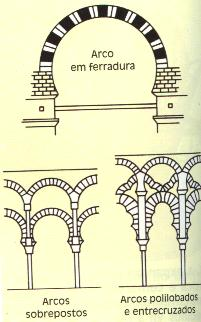 Arco
em ferradura
Arcos
sobrepostos
Arcos polilobados
e entrecruzados